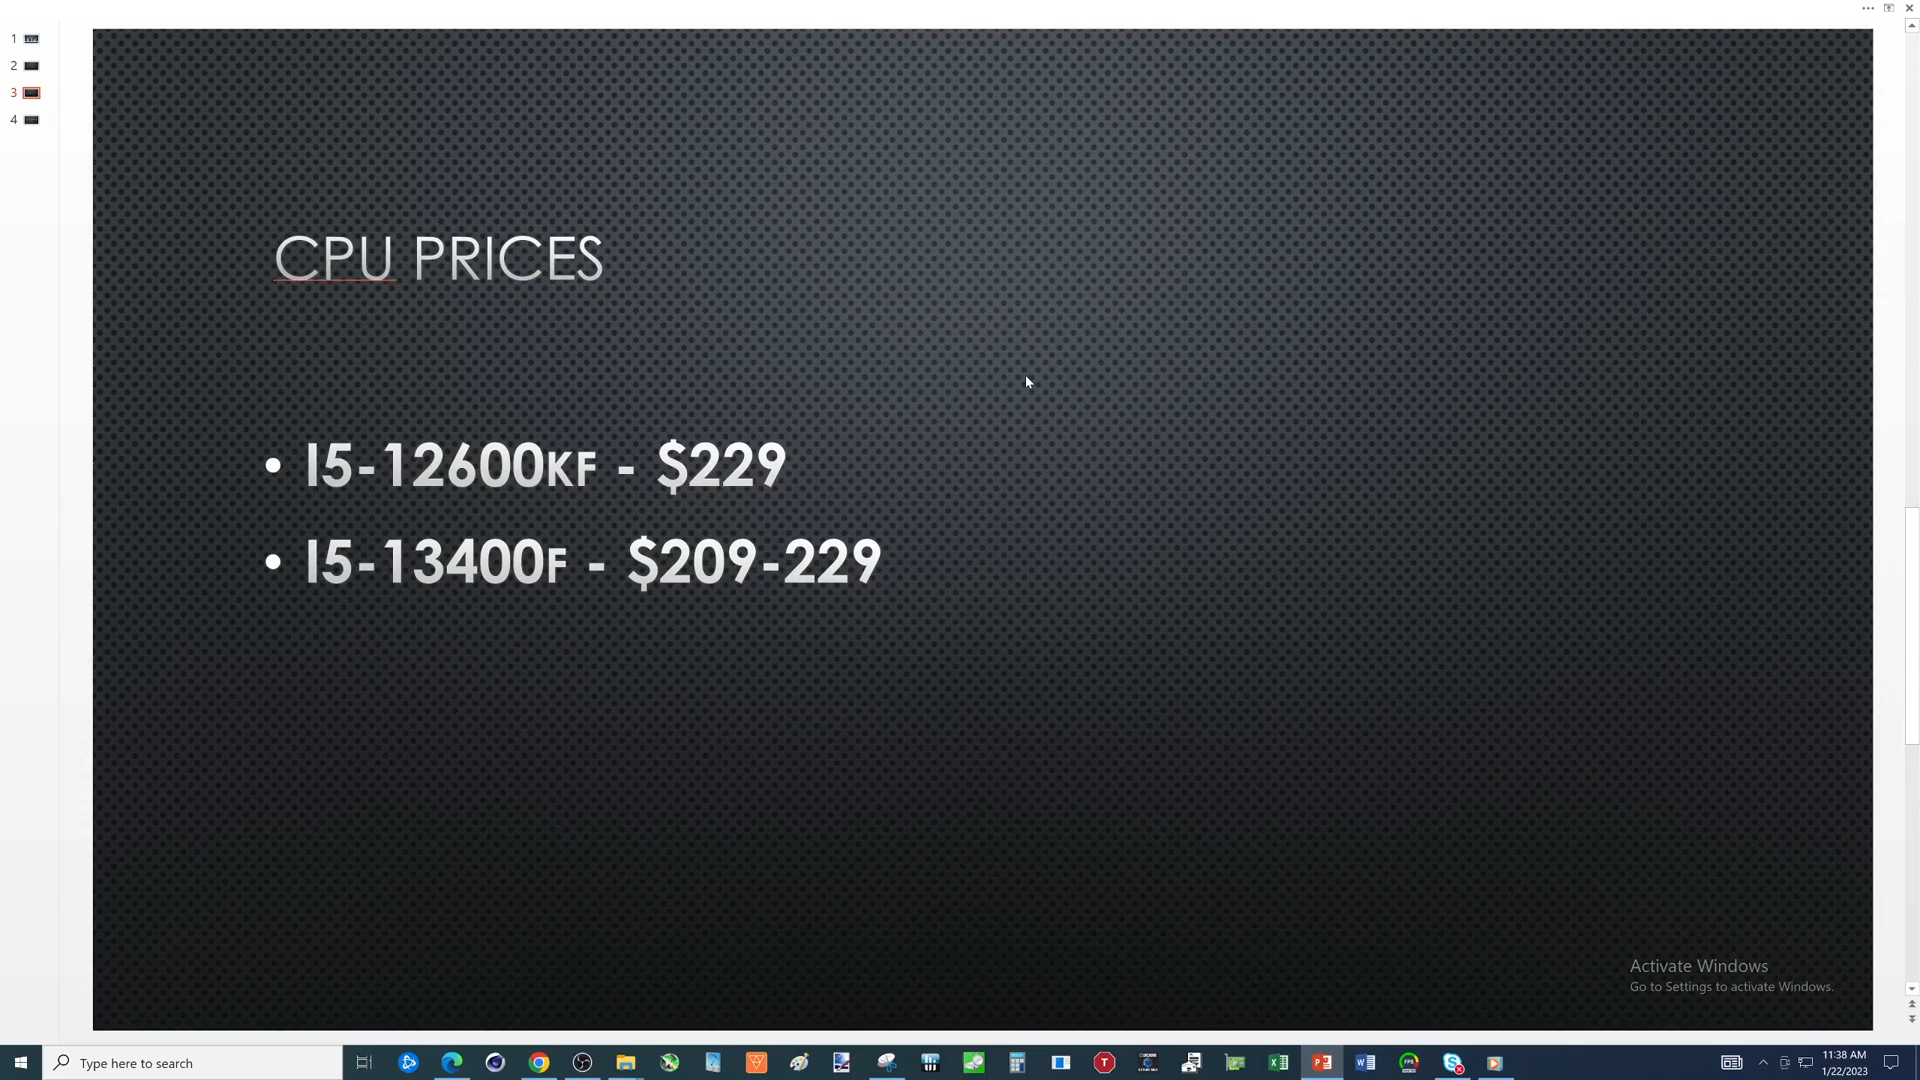 1
2
3
4
CPU PRICES
• I5-12600KF - $229
• I5-13400F - $209-229
Activate Windows
Go to Settings to activate Windows.
Type here to search
11:38 AM
1/22/2023